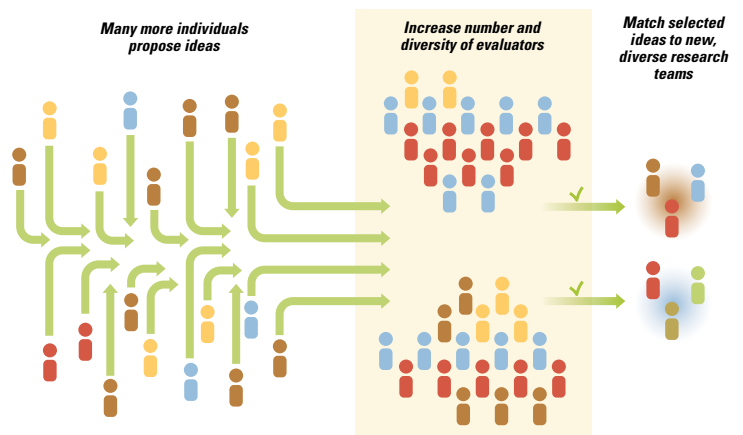 Many more individuals
propose ideas
Increase number and
diversity of evaluators
Match selected
ideas to new,
diverse research
teams